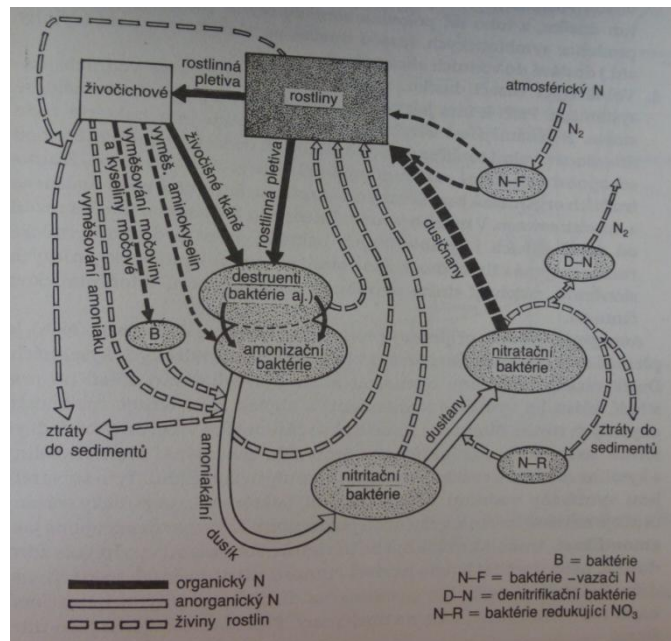 rostlinná
pletiva
živočichové
rostliny
atmosférický N
N₂
N–F
vyměšování amoniaku
vyměšování močoviny
a kyseliny močové
vyměš. aminokyselin
živočišné tkáně
rostlinná pletiva
dusičnany
D–N
N₂
destruenti
(baktérie aj.)
B
amonizační
baktérie
nitratační
baktérie
ztráty
do sedimentů
amoniakální
dusík
dusitany
ztráty do
sedimentů
N–R
nitritační
baktérie
B = baktérie
organický N
N–F = baktérie –vazači N
anorganický N
D–N = denitrifikační baktérie
živiny rostlin
N–R = baktérie redukující NO₃